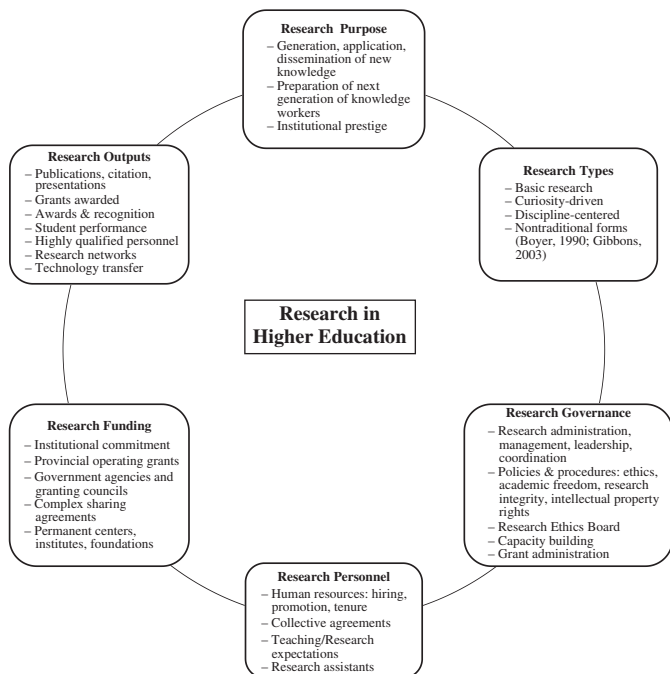 Research Purpose
– Generation, application,
dissemination of new
knowledge
– Preparation of next
generation of knowledge
workers
– Institutional prestige
Research Outputs
– Publications, citation,
presentations
– Grants awarded
– Awards & recognition
– Student performance
– Highly qualified personnel
– Research networks
– Technology transfer
Research Types
– Basic research
– Curiosity-driven
– Discipline-centered
– Nontraditional forms
(Boyer, 1990; Gibbons,
2003)
Research in
Higher Education
Research Funding
– Institutional commitment
– Provincial operating grants
– Government agencies and
granting councils
– Complex sharing
agreements
– Permanent centers,
institutes, foundations
Research Governance
– Research administration,
management, leadership,
coordination
– Policies & procedures: ethics,
academic freedom, research
integrity, intellectual property
rights
– Research Ethics Board
– Capacity building
– Grant administration
Research Personnel
– Human resources: hiring,
promotion, tenure
– Collective agreements
– Teaching/Research
expectations
– Research assistants